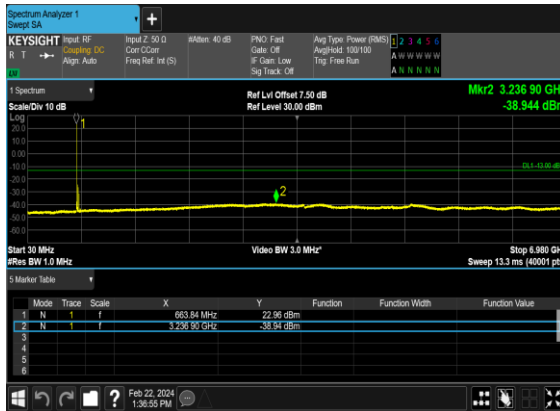 Spectrum Analyzer 1
Swept SA
+
KEYSIGHT Input: RF Input Z: 50 Ω #Atten: 40 dB PNO: Fast Avg Type: Power (RMS) 1 2 3 4 5 6
R T Coupling: DC Corr CCorr Gate: Off Avg|Hold: 100/100 A W W W W W
Align: Auto Freq Ref: Int (S) IF Gain: Low Trig: Free Run
Sig Track: Off A N N N N N
1 Spectrum Ref Lvl Offset 7.50 dB Mkr2 3.236 90 GHz
Scale/Div 10 dB Ref Level 30.00 dBm -38.944 dBm
Log
20.0 1
10.0
0.00
-10.0 DL1 -13.00 dB
-20.0
-30.0
-40.0 2
-50.0
-60.0
Start 30 MHz Video BW 3.0 MHz* Stop 6.980 GH
#Res BW 1.0 MHz Sweep 13.3 ms (40001 pt
5 Marker Table
Mode Trace Scale X Y Function Function Width Function Value
1 N 1 f 663.84 MHz 22.96 dBm
2 N 1 f 3.236 90 GHz -38.94 dBm
3
4
5
6
? Feb 22, 2024
1:36:55 PM